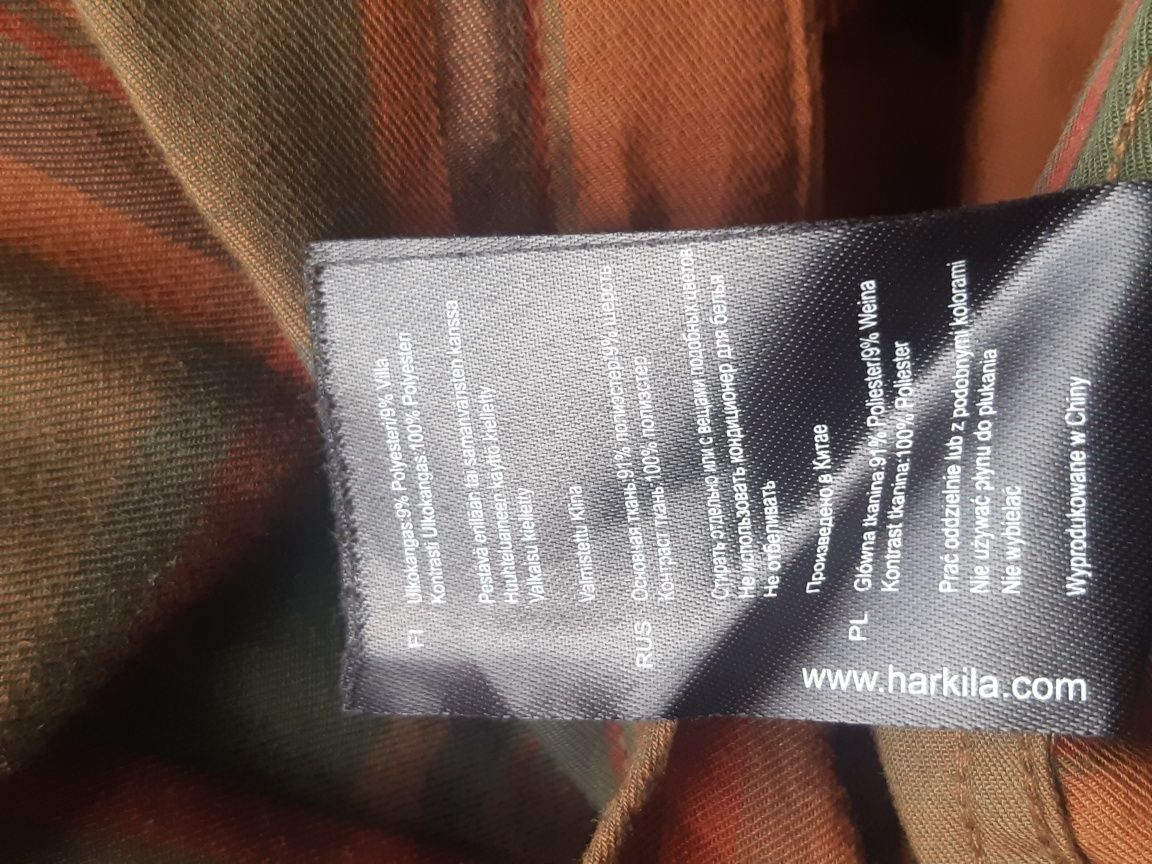 FI Ulkokangas:9% Polyesteri/9% Villa
Kontrasti Ulkokangas:100% Polyesteri
Pestävä erillään tai samanväristen kanssa
Huuhteluaineen käyttö kielletty
Valkaisu kielletty
Valmistettu Kiina
RUS Основная ткань:91% полиэстер/9% шерсть
Контраст ткань:100% полиэстер
Стирать отдельно или с вещами подобных цветов
Не использовать кондиционер для белья
Не отбеливать
Произведено в Китае
PL Główna tkanina:91% Poliester/9% Wełna
Kontrast tkanina:100% Poliester
Prać oddzielnie lub z podobnymi kolorami
Nie używać płynu do płukania
Nie wybielać
Wyprodukowane w Chiny
www.harkila.com